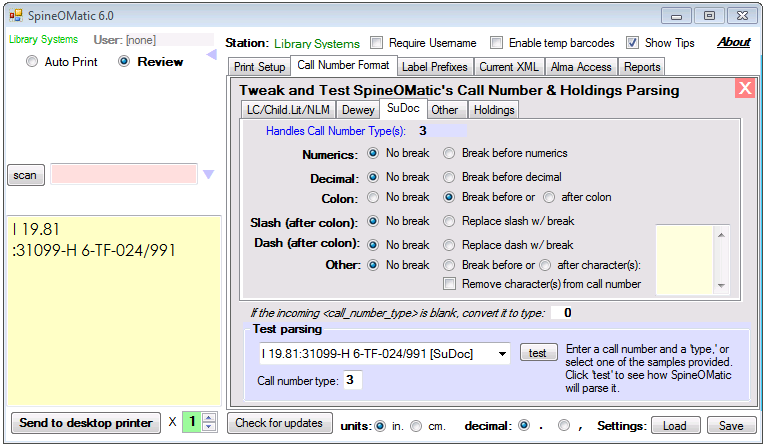 SpineOMatic 6.0
Library Systems User: [none]
Auto Print Review
scan
I 19.81
:31099-H 6-TF-024/991
Send to desktop printer X 1
Station: Library Systems Require Username Enable temp barcodes Show Tips About
Print Setup Call Number Format Label Prefixes Current XML Alma Access Reports
Tweak and Test SpineOMatic's Call Number & Holdings Parsing X
LC/Child.Lit/NLM Dewey SuDoc Other Holdings
Handles Call Number Type(s): 3
Numerics: No break Break before numerics
Decimal: No break Break before decimal
Colon: No break Break before or after colon
Slash (after colon): No break Replace slash w/ break
Dash (after colon): No break Replace dash w/ break
Other: No break Break before or after character(s):
Remove character(s) from call number
If the incoming <call_number_type> is blank, convert it to type: 0
Test parsing
I 19.81:31099-H 6-TF-024/991 [SuDoc] test
Call number type: 3
Enter a call number and a 'type,' or
select one of the samples provided.
Click 'test' to see how SpineOMatic
will parse it.
Check for updates units: in. cm. decimal: . , Settings: Load Save